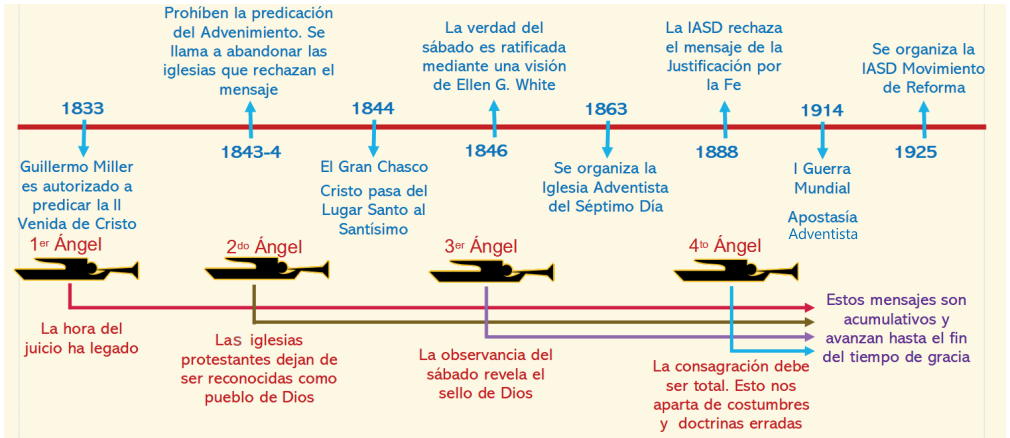 Prohíben la predicación
del Advenimiento. Se
llama a abandonar las
iglesias que rechazan el
mensaje
La verdad del
sábado es ratificada
mediante una visión
de Ellen G. White
La IASD rechaza
el mensaje de la
Justificación por
la Fe
Se organiza la
IASD Movimiento
de Reforma
1833
1843-4
1844
1846
1863
1888
1914
1925
Guillermo Miller
es autorizado a
predicar la II
Venida de Cristo
El Gran Chasco
Cristo pasa del
Lugar Santo al
Santísimo
Se organiza la
Iglesia Adventista
del Séptimo Día
I Guerra
Mundial
Apostasía
Adventista
1er Ángel
2do Ángel
3er Ángel
4to Ángel
La hora del
juicio ha legado
Las iglesias
protestantes dejan de
ser reconocidas como
pueblo de Dios
La observancia del
sábado revela el
sello de Dios
La consagración debe
ser total. Esto nos
aparta de costumbres
y doctrinas erradas
Estos mensajes son
acumulativos y
avanzan hasta el fin
del tiempo de gracia